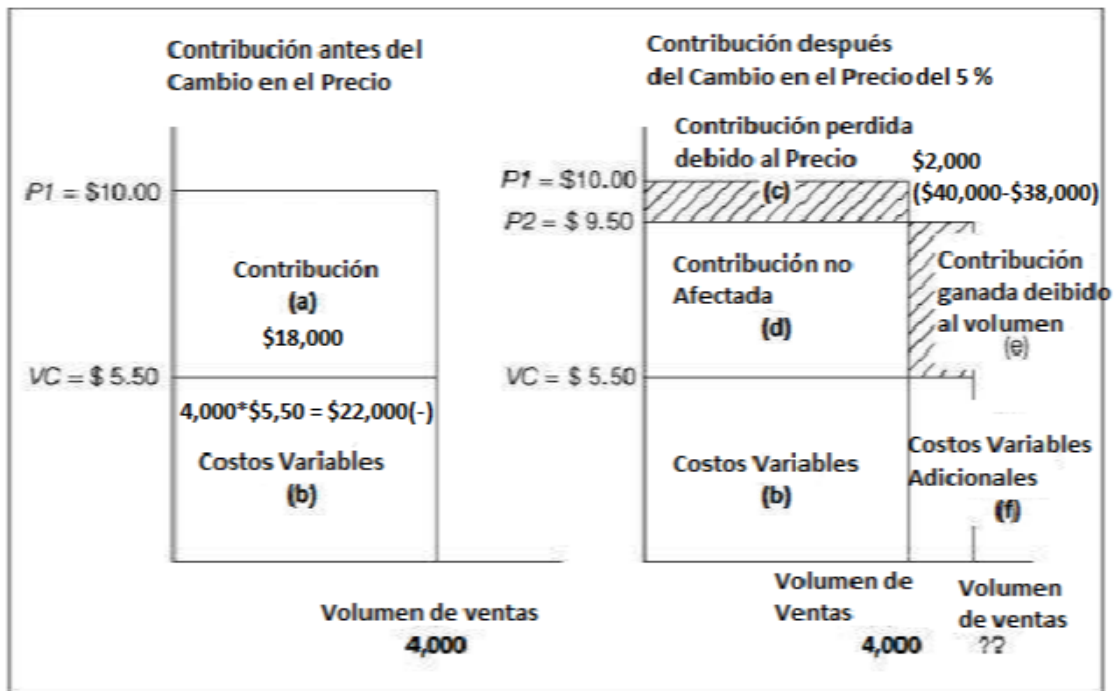 Contribución antes del
Cambio en el Precio
P1 = $10.00
Contribución
(a)
$18,000
VC = $ 5.50
4,000*$5,50 = $22,000(-)
Costos Variables
(b)
Volumen de ventas
4,000
Contribución después
del Cambio en el Precio del 5 %
Contribución perdida
debido al Precio
(c)
$2,000
($40,000-$38,000)
P1 = $10.00
P2 = $ 9.50
Contribución no
Afectada
(d)
Contribución
ganada deibido
al volumen
(e)
VC = $ 5.50
Costos Variables
(b)
Costos Variables
Adicionales
(f)
Volumen de
Ventas
4,000
Volumen
de ventas
??